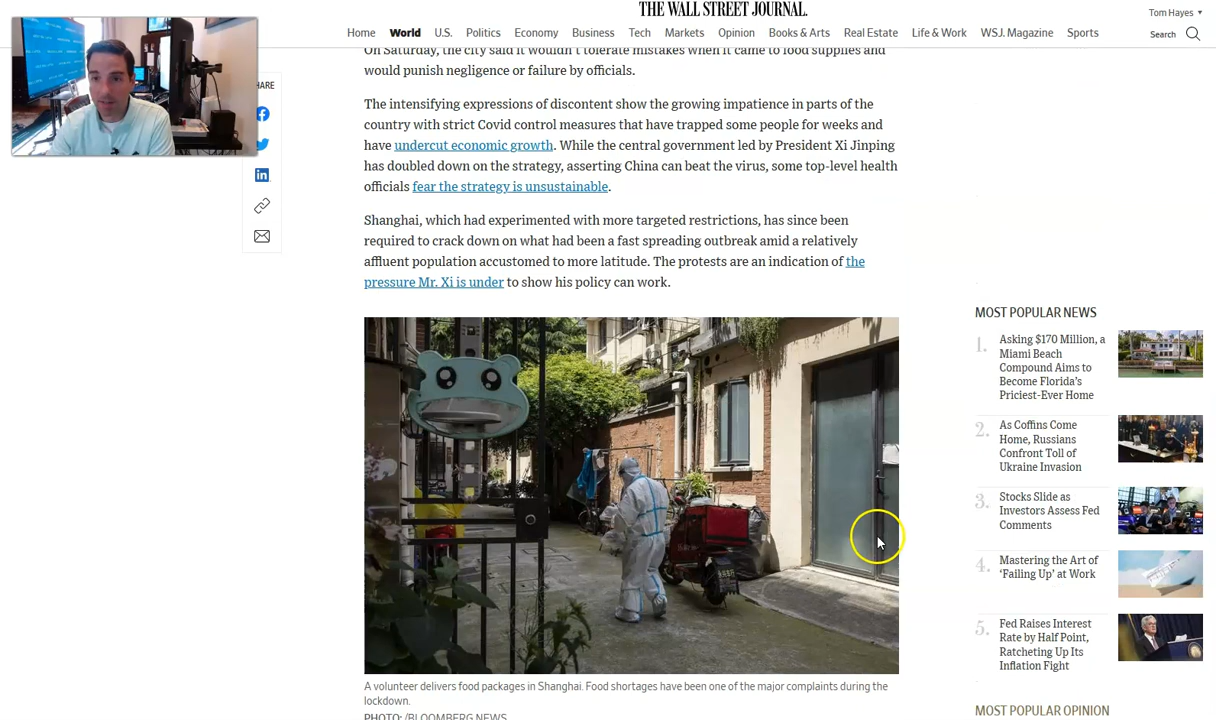 THE WALL STREET JOURNAL.
Tom Hayes
Home World U.S. Politics Economy Business Tech Markets Opinion Books & Arts Real Estate Life & Work WSJ. Magazine Sports
Search
On Saturday, the city said it wouldn't tolerate mistakes when it came to food supplies and
would punish negligence or failure by officials.
HARE
The intensifying expressions of discontent show the growing impatience in parts of the
country with strict Covid control measures that have trapped some people for weeks and
have undercut economic growth. While the central government led by President Xi Jinping
has doubled down on the strategy, asserting China can beat the virus, some top-level health
officials fear the strategy is unsustainable.
Shanghai, which had experimented with more targeted restrictions, has since been
required to crack down on what had been a fast spreading outbreak amid a relatively
affluent population accustomed to more latitude. The protests are an indication of the
pressure Mr. Xi is under to show his policy can work.
A volunteer delivers food packages in Shanghai. Food shortages have been one of the major complaints during the
lockdown.
PHOTO: /BLOOMBERG NEWS
MOST POPULAR NEWS
1. Asking $170 Million, a
Miami Beach
Compound Aims to
Become Florida's
Priciest-Ever Home
2. As Coffins Come
Home, Russians
Confront Toll of
Ukraine Invasion
3. Stocks Slide as
Investors Assess Fed
Comments
4. Mastering the Art of
'Failing Up' at Work
5. Fed Raises Interest
Rate by Half Point,
Ratcheting Up Its
Inflation Fight
MOST POPULAR OPINION